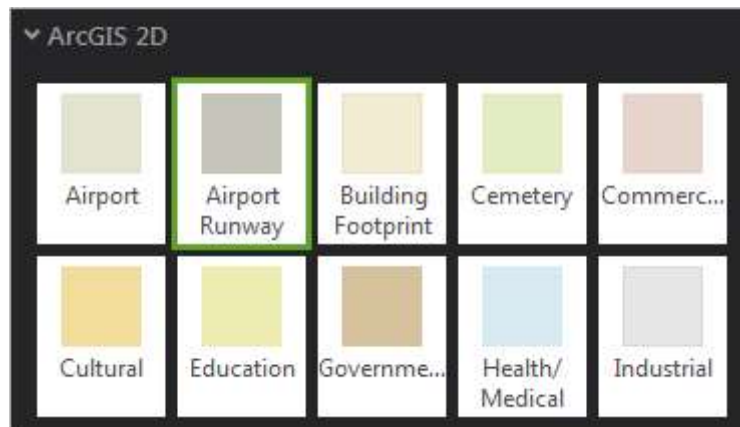 ArcGIS 2D
Airport
Airport
Runway
Building
Footprint
Cemetery
Commerc...
Cultural
Education
Governme...
Health/
Medical
Industrial